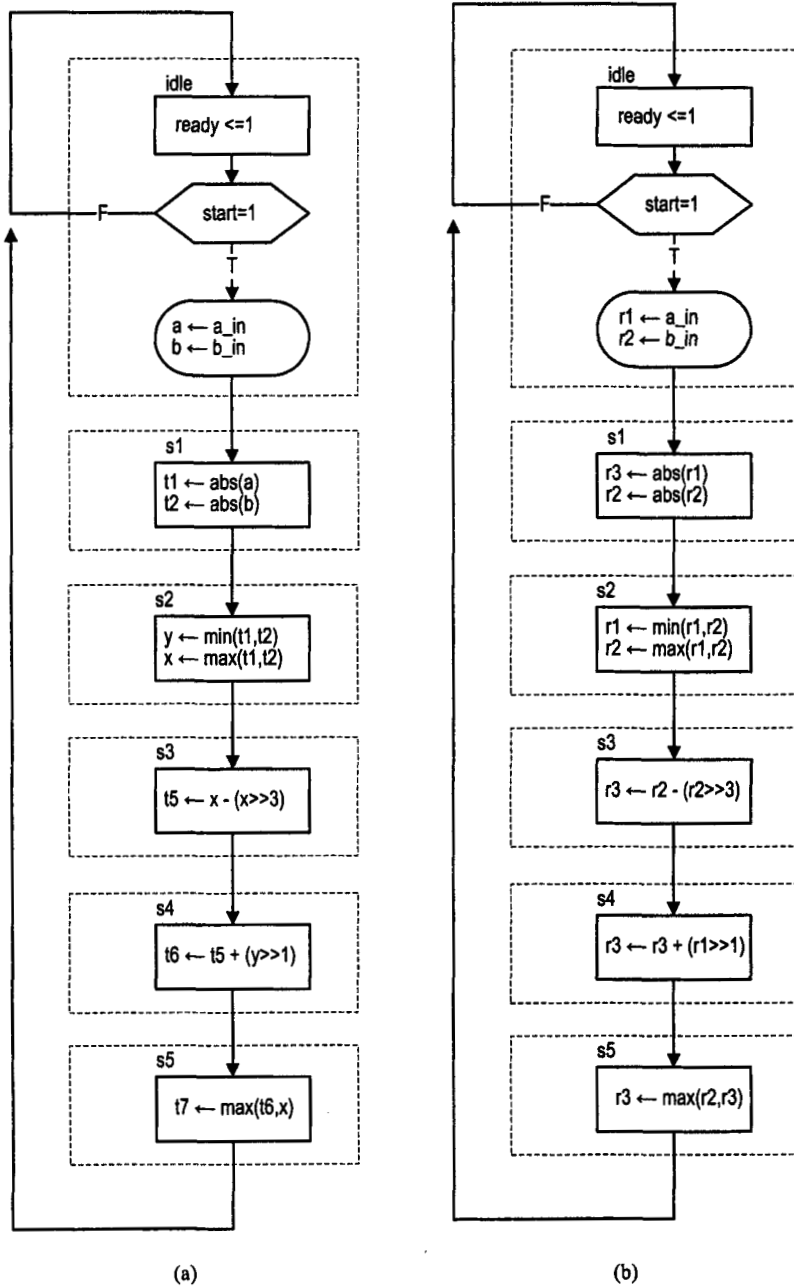 idle
ready <=1
start=1
F
T
a ← a_in
b ← b_in
s1
t1 ← abs(a)
t2 ← abs(b)
s2
y ← min(t1,t2)
x ← max(t1,t2)
s3
t5 ← x - (x>>3)
s4
t6 ← t5 + (y>>1)
s5
t7 ← max(t6,x)
(a)
idle
ready <=1
start=1
F
T
r1 ← a_in
r2 ← b_in
s1
r3 ← abs(r1)
r2 ← abs(r2)
s2
r1 ← min(r1,r2)
r2 ← max(r1,r2)
s3
r3 ← r2 - (r2>>3)
s4
r3 ← r3 + (r1>>1)
s5
r3 ← max(r2,r3)
(b)